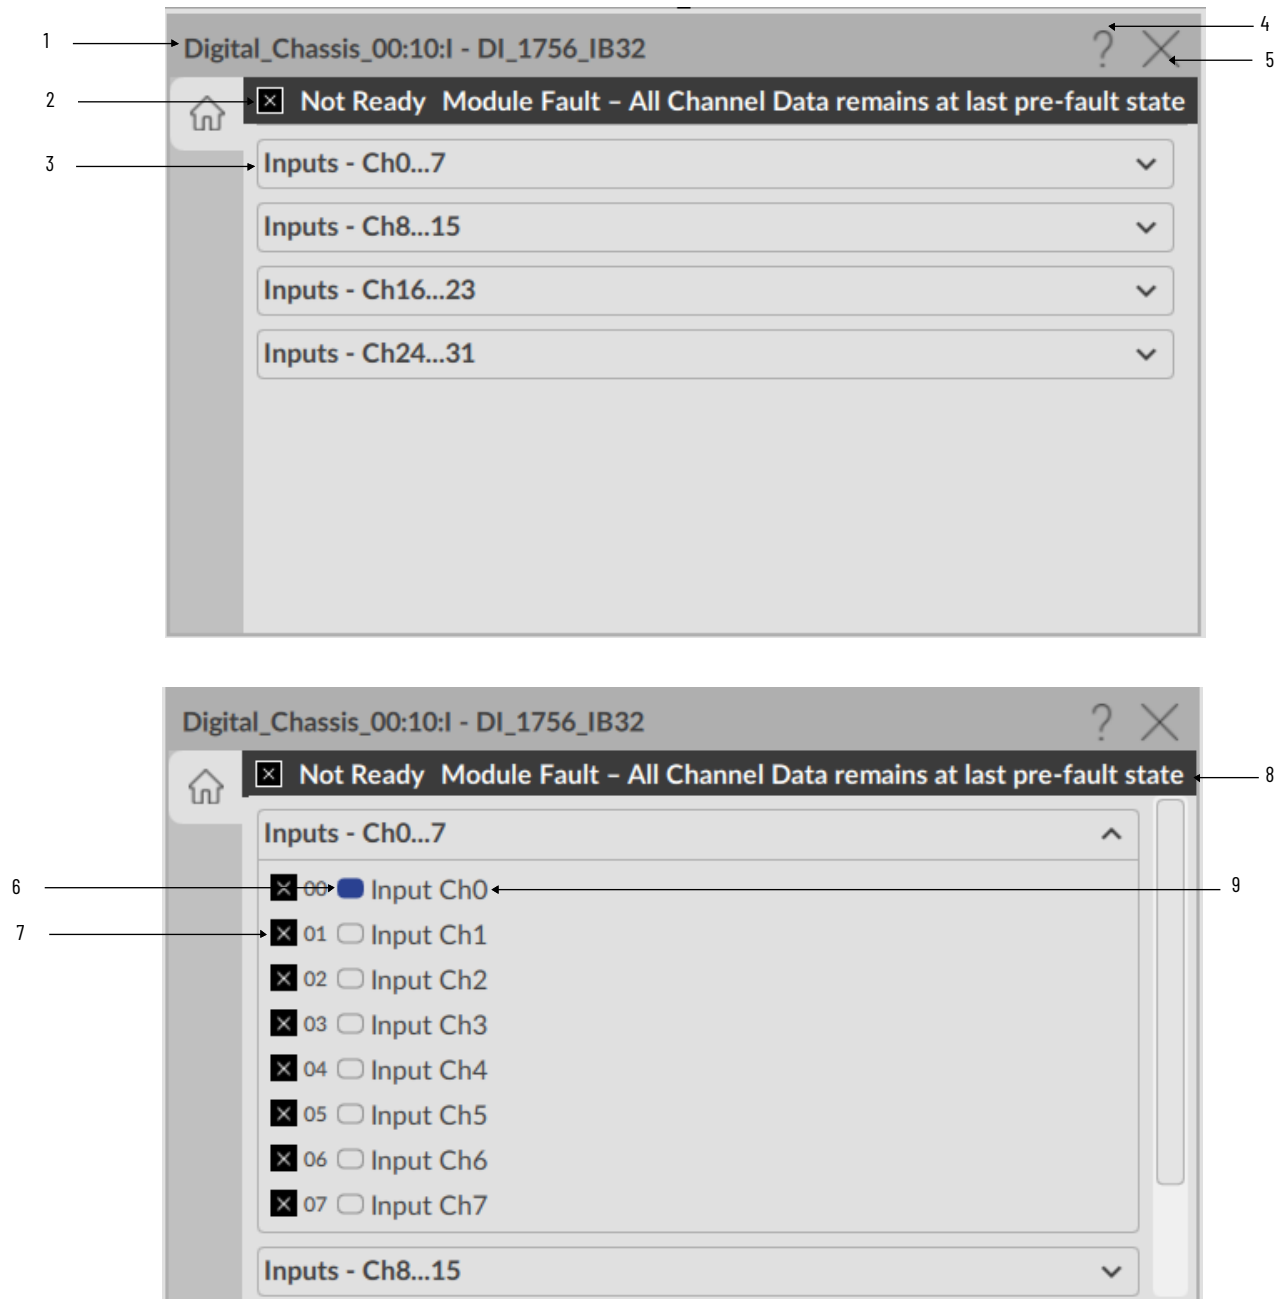 4
1
Digital_Chassis_00:10:I - DI_1756_IB32
?
5
2
Not Ready Module Fault – All Channel Data remains at last pre-fault state
3
Inputs - Ch0...7
Inputs - Ch8...15
Inputs - Ch16...23
Inputs - Ch24...31
Digital_Chassis_00:10:I - DI_1756_IB32
?
Not Ready Module Fault – All Channel Data remains at last pre-fault state
8
Inputs - Ch0...7
6
00 Input Ch0
9
7
01 Input Ch1
02 Input Ch2
03 Input Ch3
04 Input Ch4
05 Input Ch5
06 Input Ch6
07 Input Ch7
Inputs - Ch8...15